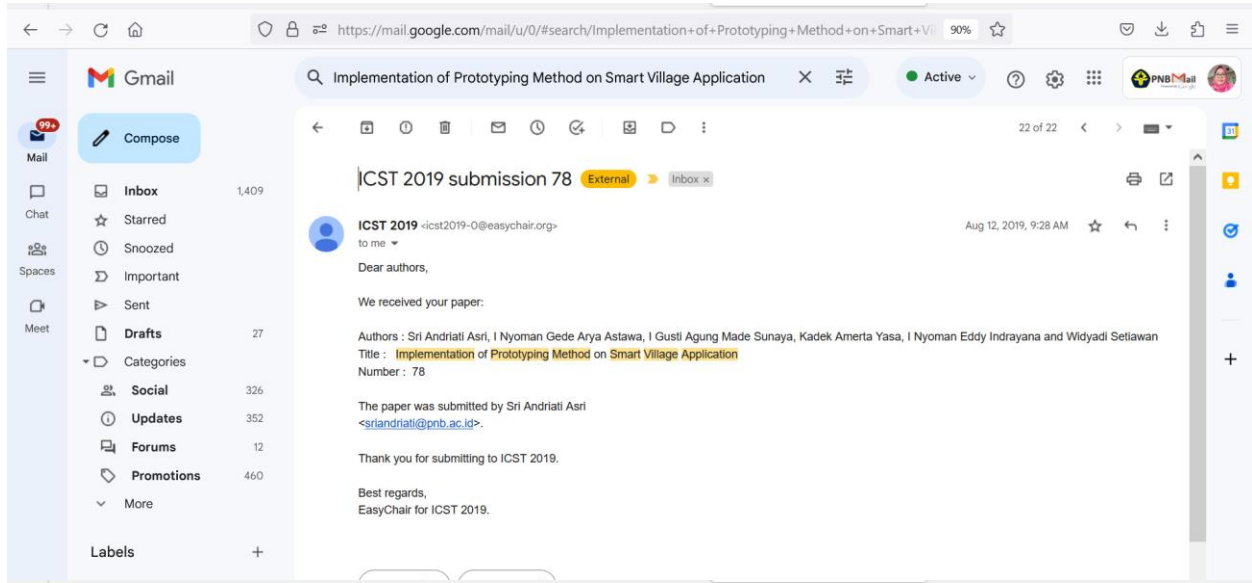 https://mail.google.com/mail/u/0/#search/Implementation+of+Prototyping+Method+on+Smart+Vi 90%
Gmail
Implementation of Prototyping Method on Smart Village Application
Active
PNBMail
99+
Mail
Chat
Spaces
Meet
Compose
Inbox 1,409
Starred
Snoozed
Important
Sent
Drafts 27
Categories
Social 326
Updates 352
Forums 12
Promotions 460
More
Labels
22 of 22
31
ICST 2019 submission 78 External Inbox x
ICST 2019 <icst2019-0@easychair.org> Aug 12, 2019, 9:28 AM
to me
Dear authors,
We received your paper:
Authors : Sri Andriati Asri, I Nyoman Gede Arya Astawa, I Gusti Agung Made Sunaya, Kadek Amerta Yasa, I Nyoman Eddy Indrayana and Widyadi Setiawan
Title : Implementation of Prototyping Method on Smart Village Application
Number : 78
The paper was submitted by Sri Andriati Asri
<sriandriati@pnb.ac.id>.
Thank you for submitting to ICST 2019.
Best regards,
EasyChair for ICST 2019.